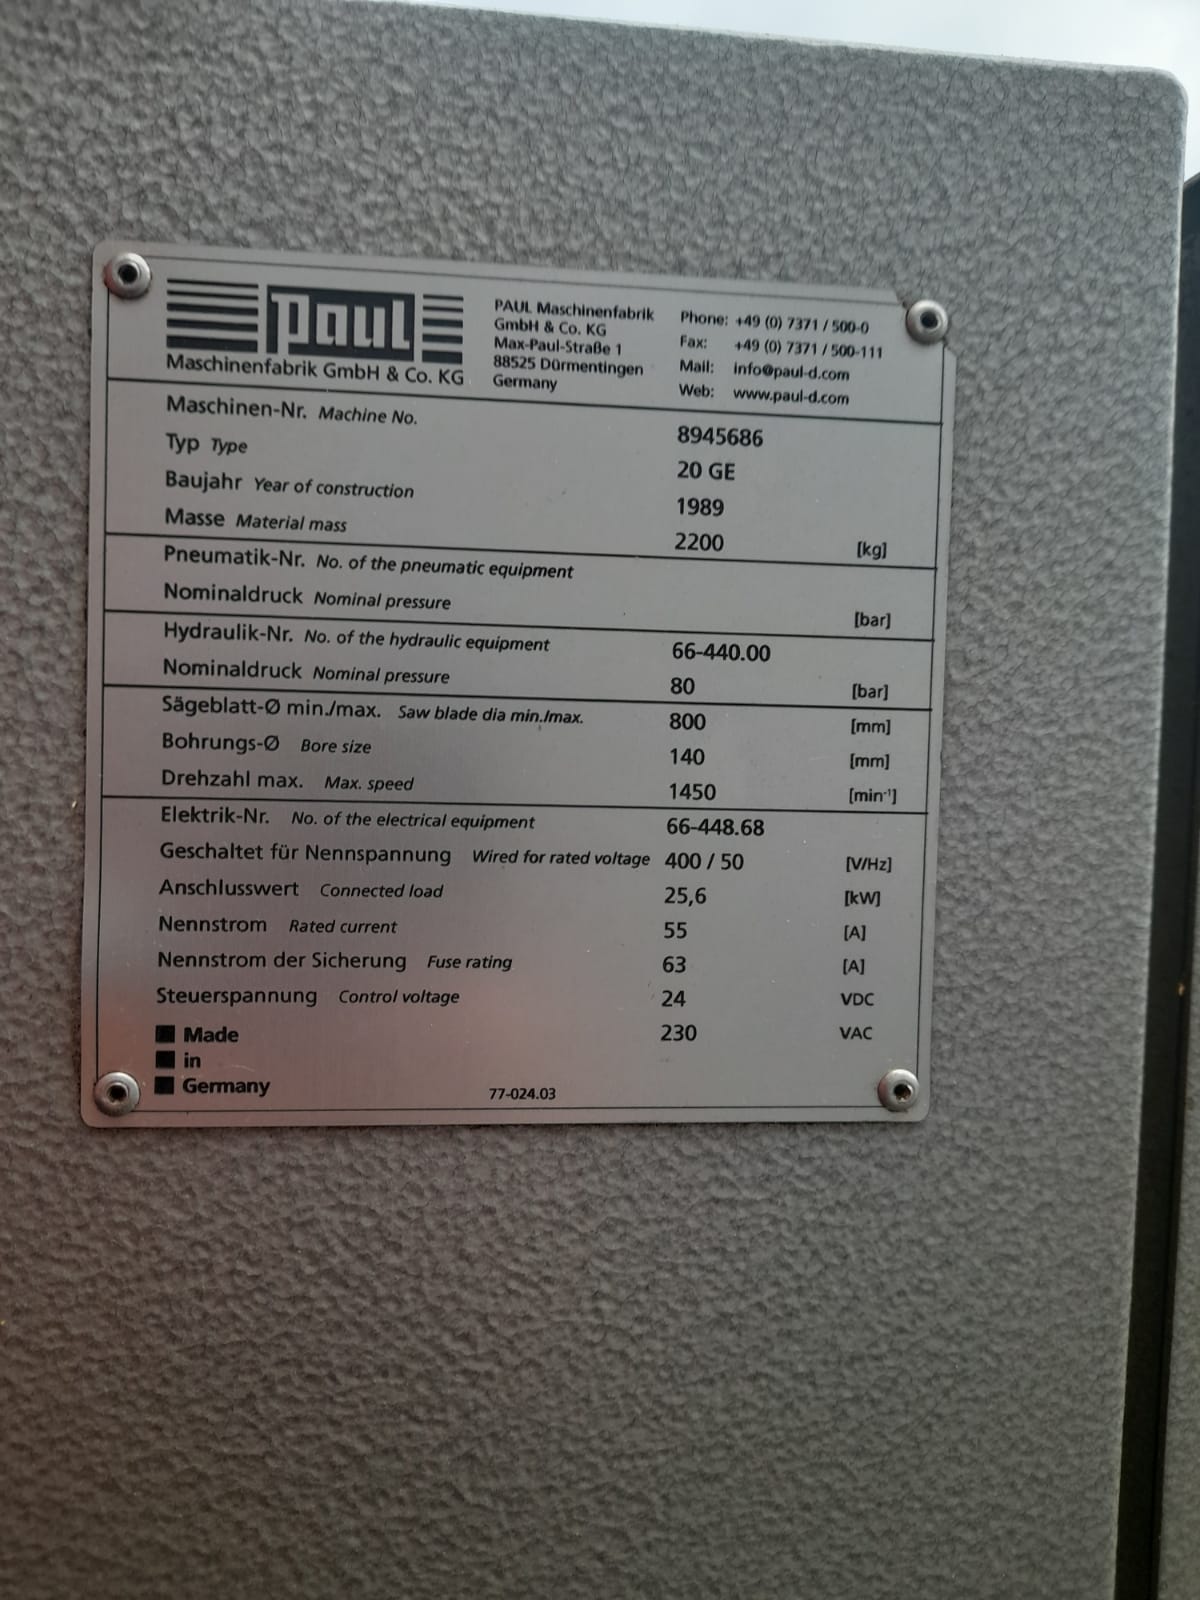 paul
Maschinenfabrik GmbH & Co. KG
PAUL Maschinenfabrik
GmbH & Co. KG
Max-Paul-Straße 1
88525 Dürmentingen
Germany
Phone: +49 (0) 7371 / 500-0
Fax: +49 (0) 7371 / 500-111
Mail: info@paul-d.com
Web: www.paul-d.com
Maschinen-Nr. Machine No. 8945686
Typ Type 20 GE
Baujahr Year of construction 1989
Masse Material mass 2200 [kg]
Pneumatik-Nr. No. of the pneumatic equipment
Nominaldruck Nominal pressure [bar]
Hydraulik-Nr. No. of the hydraulic equipment 66-440.00
Nominaldruck Nominal pressure 80 [bar]
Sägeblatt-Ø min./max. Saw blade dia min./max. 800 [mm]
Bohrungs-Ø Bore size 140 [mm]
Drehzahl max. Max. speed 1450 [min⁻¹]
Elektrik-Nr. No. of the electrical equipment 66-448.68
Geschaltet für Nennspannung Wired for rated voltage 400 / 50 [V/Hz]
Anschlusswert Connected load 25,6 [kW]
Nennstrom Rated current 55 [A]
Nennstrom der Sicherung Fuse rating 63 [A]
Steuerspannung Control voltage 24 VDC
230 VAC
Made
in
Germany
77-024.03